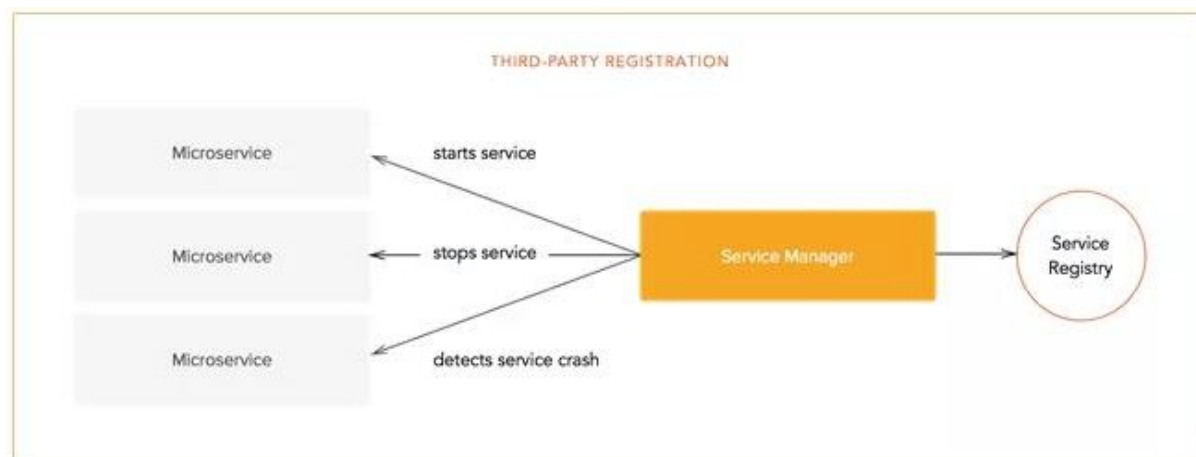 THIRD-PARTY REGISTRATION
Microservice
starts service
Microservice
stops service
Service Manager
Service
Registry
Microservice
detects service crash